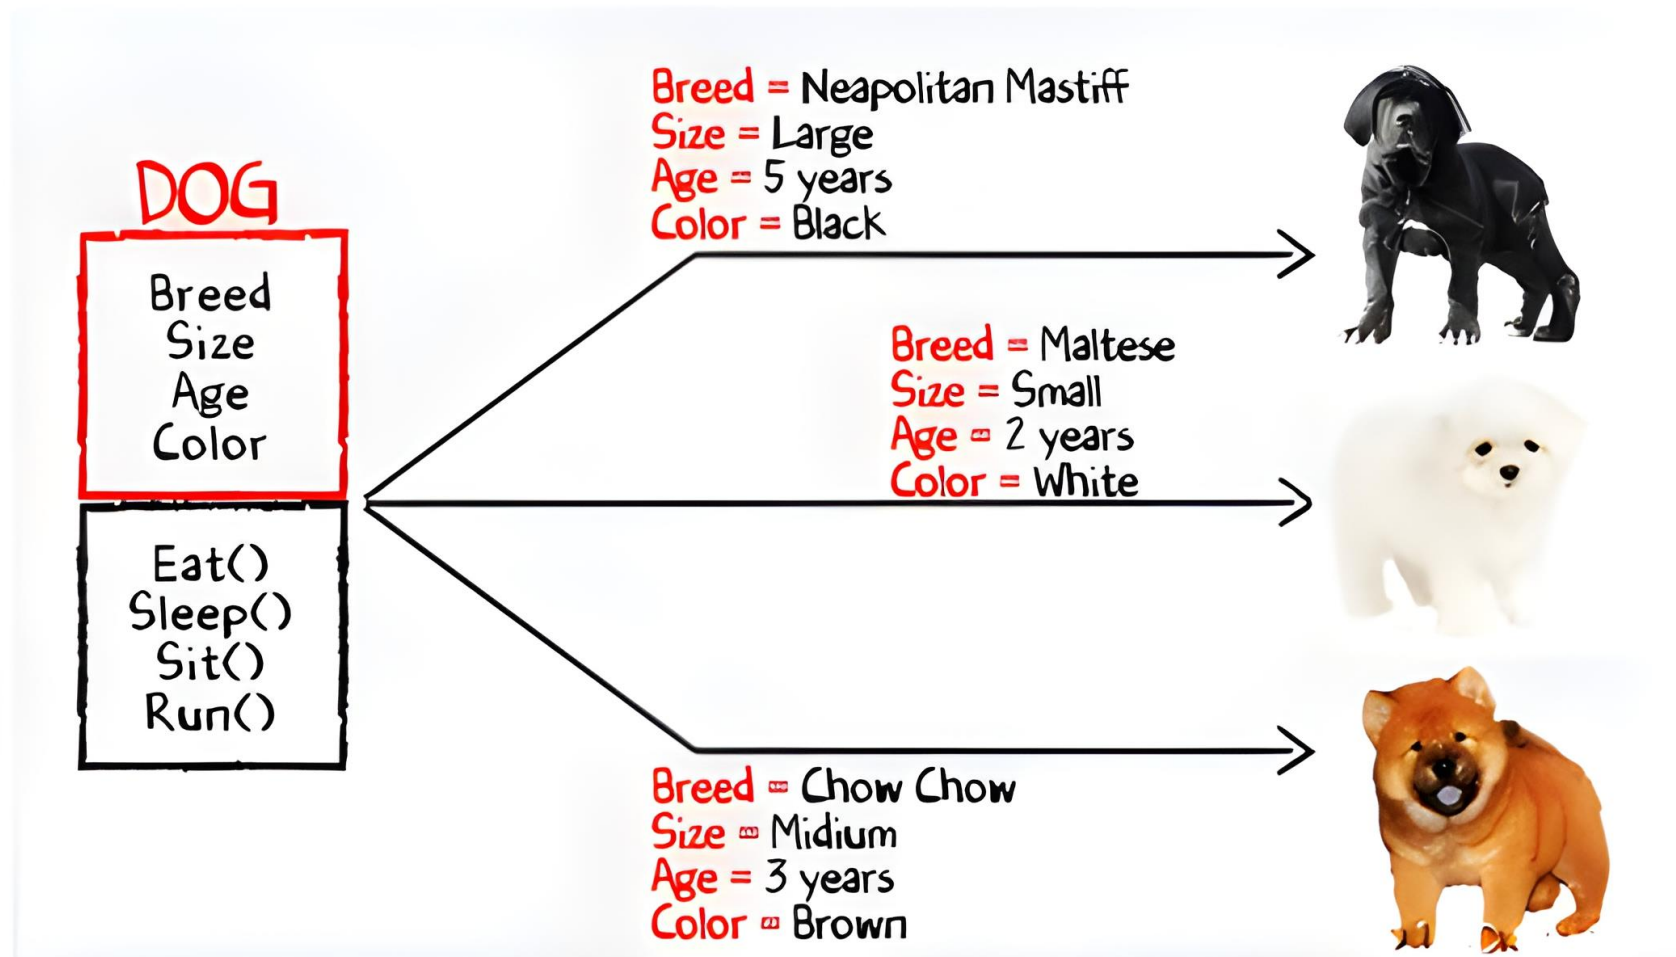 DOG
Breed
Size
Age
Color
Eat()
Sleep()
Sit()
Run()
Breed = Neapolitan Mastiff
Size = Large
Age = 5 years
Color = Black
Breed = Maltese
Size = Small
Age = 2 years
Color = White
Breed = Chow Chow
Size = Midium
Age = 3 years
Color = Brown